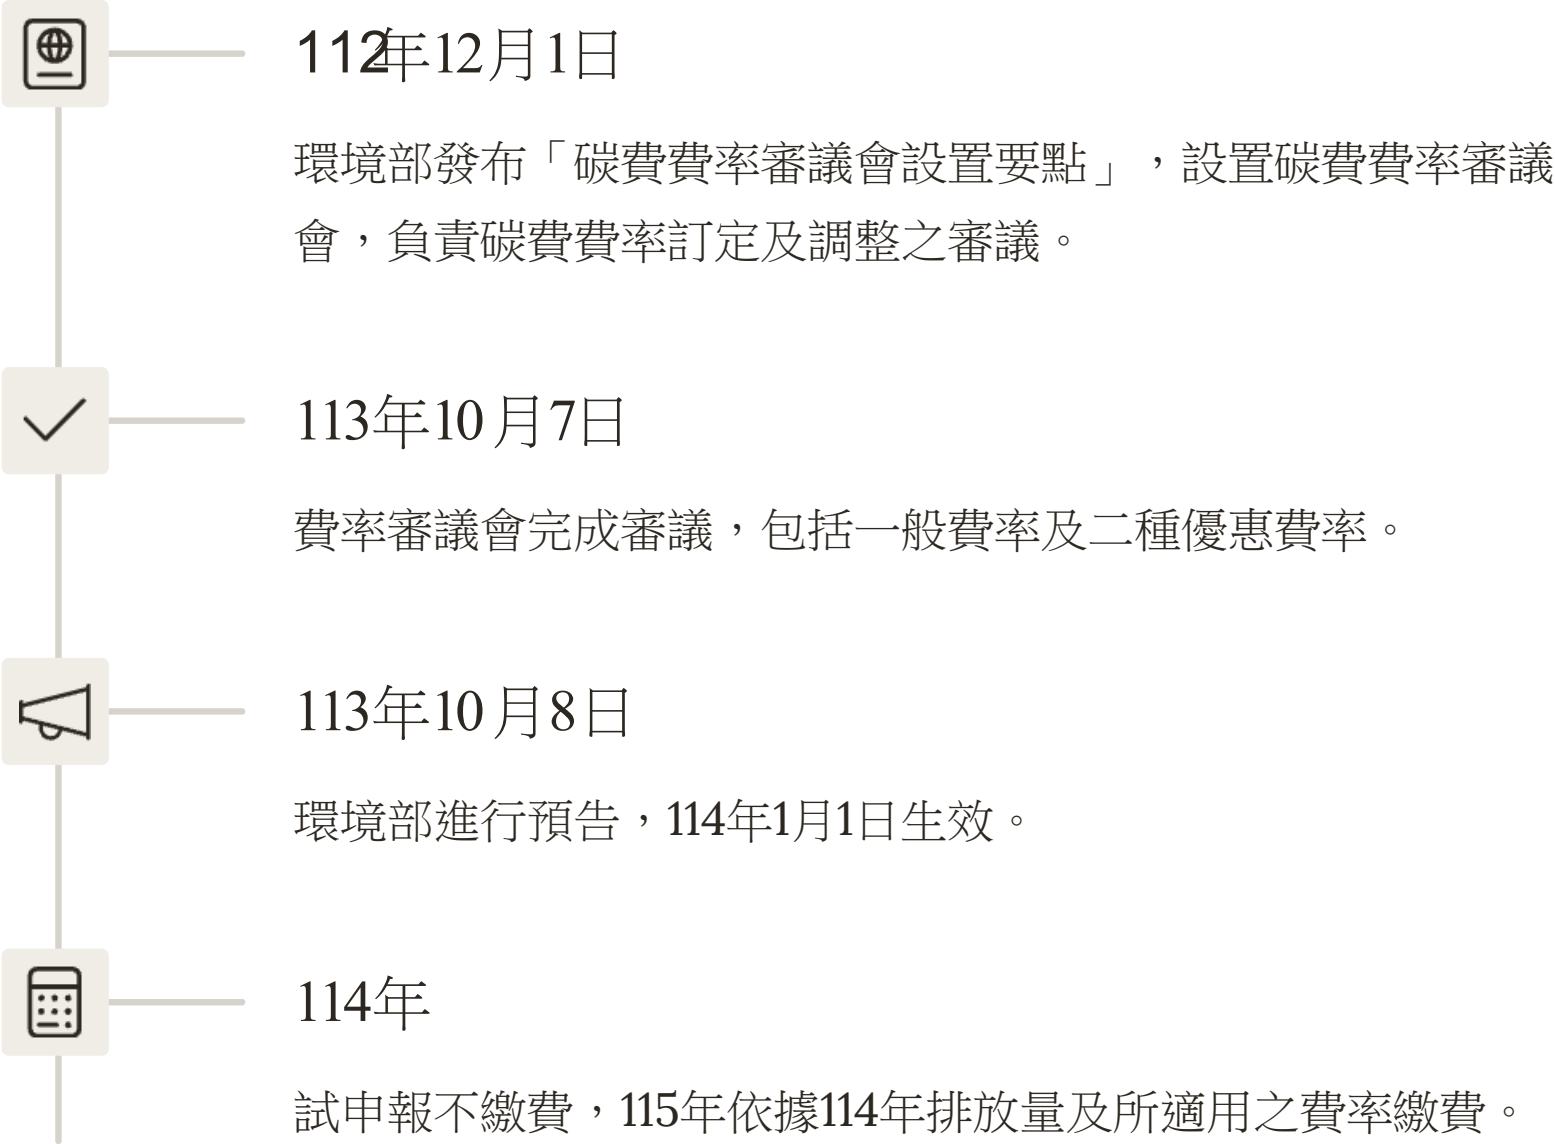 112年12月1日
環境部發布「碳費費率審議會設置要點」，設置碳費費率審議
會，負責碳費費率訂定及調整之審議。
113年10月7日
費率審議會完成審議，包括一般費率及二種優惠費率。
113年10月8日
環境部進行預告，114年1月1日生效。
114年
試申報不繳費，115年依據114年排放量及所適用之費率繳費。